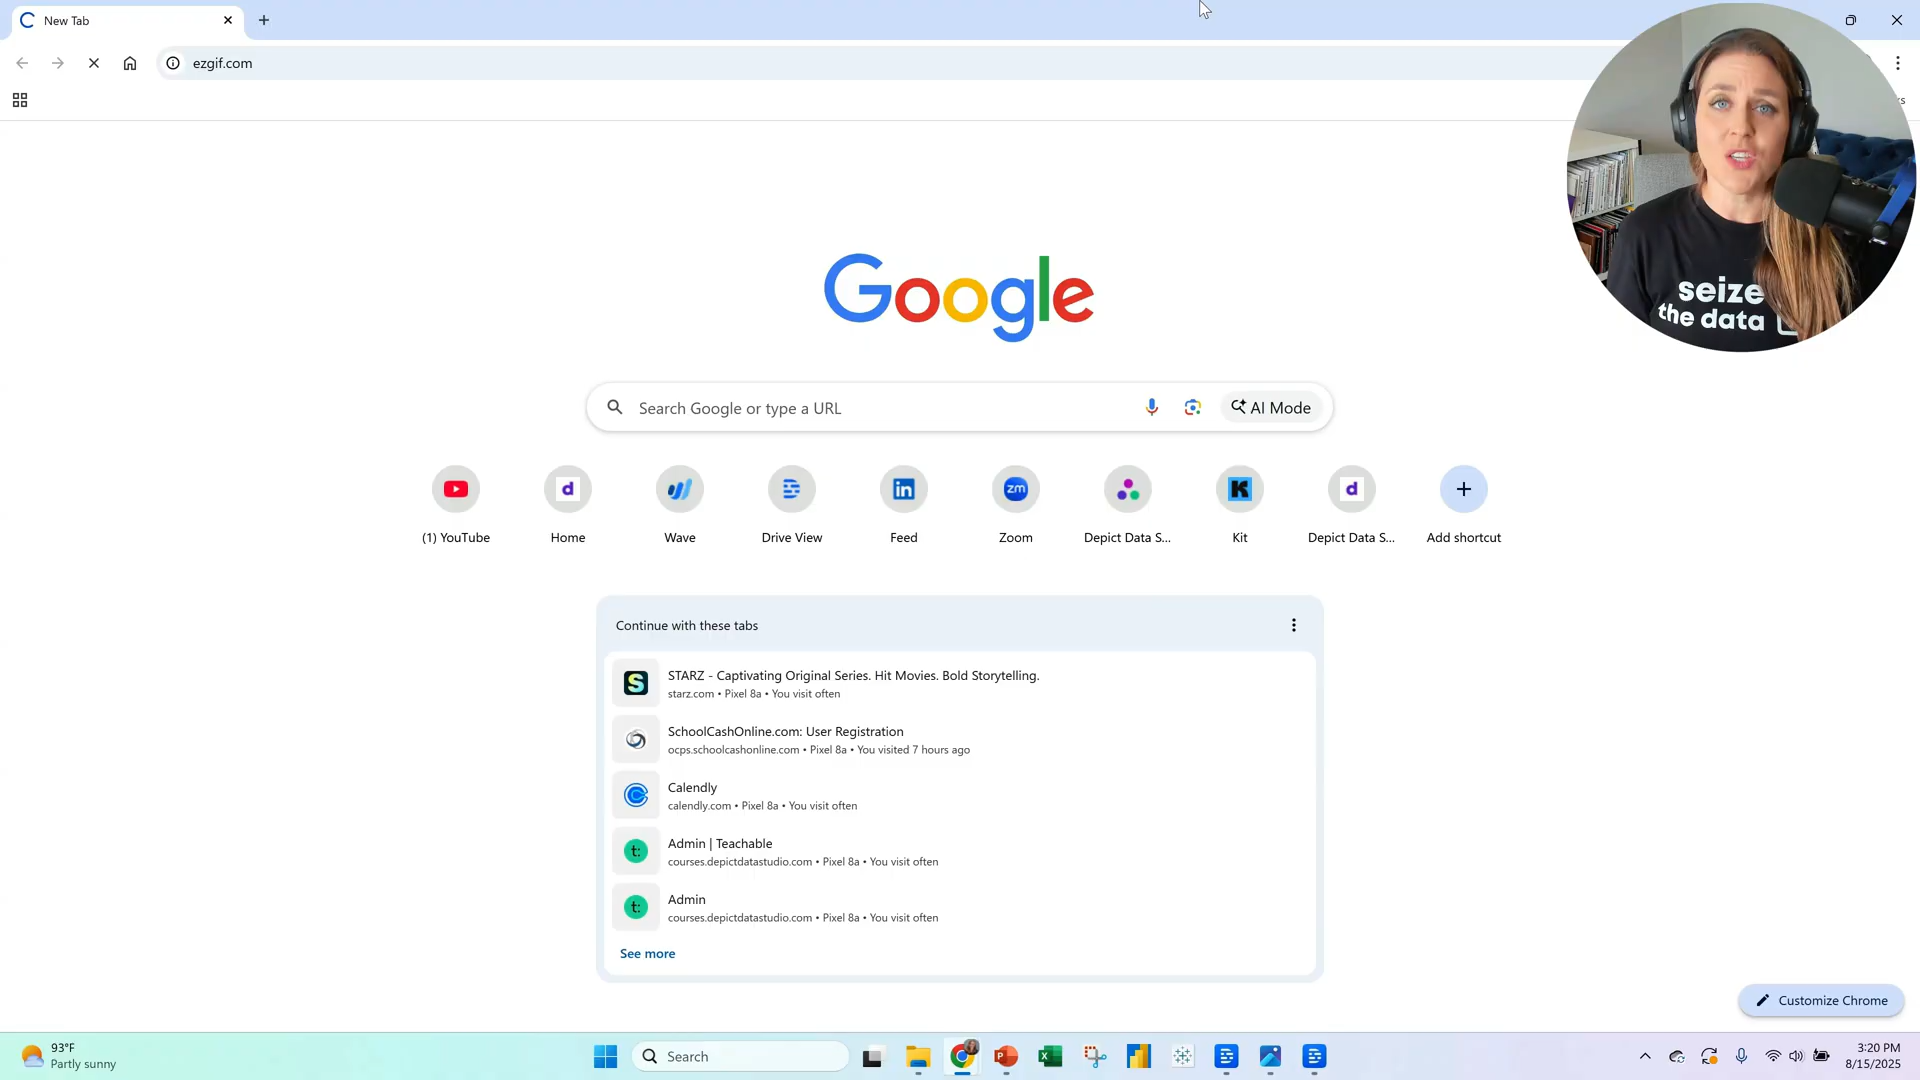 New Tab
ezgif.com
s
seize
the data
Google
Search Google or type a URL
AI Mode
d
in
zm
K
d
(1) YouTube
Home
Wave
Drive View
Feed
Zoom
Depict Data S...
Kit
Depict Data S...
Add shortcut
Continue with these tabs
S
STARZ - Captivating Original Series. Hit Movies. Bold Storytelling.
starz.com • Pixel 8a • You visit often
SchoolCashOnline.com: User Registration
ocps.schoolcashonline.com • Pixel 8a • You visited 7 hours ago
Calendly
calendly.com • Pixel 8a • You visit often
t:
Admin | Teachable
courses.depictdatastudio.com • Pixel 8a • You visit often
t:
Admin
courses.depictdatastudio.com • Pixel 8a • You visit often
See more
Customize Chrome
93°F
Partly sunny
Search
3:20 PM
8/15/2025